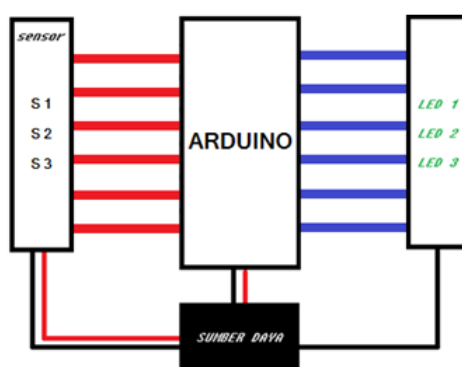 sensor
S 1
S 2
S 3
ARDUINO
LED 1
LED 2
LED 3
SUMBER DAYA